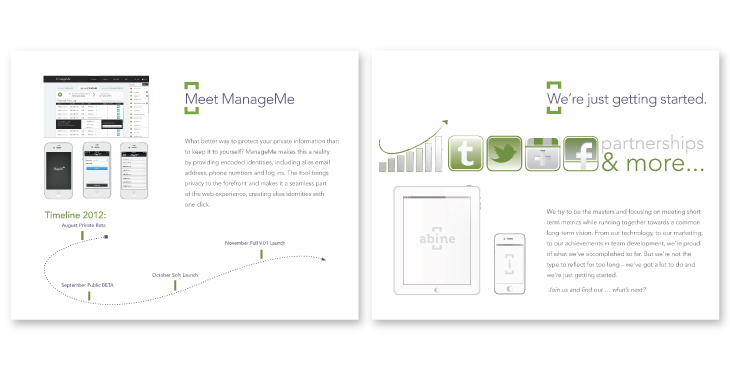 Meet ManageMe
What better way to protect your private information than
to keep it to yourself? ManageMe makes this a reality
by providing encoded identities, including alias email
address, phone numbers and log ins. The tool brings
privacy to the forefront and makes it a seamless part
of the web experience, creating alias identities with
one click.
Timeline 2012:
August Private Beta
November Full V.01 Launch
October Soft Launch
September Public BETA
We're just getting started.
partnerships
& more...
abine
We try to be the masters and focusing on meeting short
term metrics while running together towards a common
long-term vision. From our technology, to our marketing,
to our achievements in team development, we're proud
of what we've accomplished so far. But we're not the
type to reflect for too long – we've got a lot to do and
we're just getting started.
Join us and find our ... what's next?